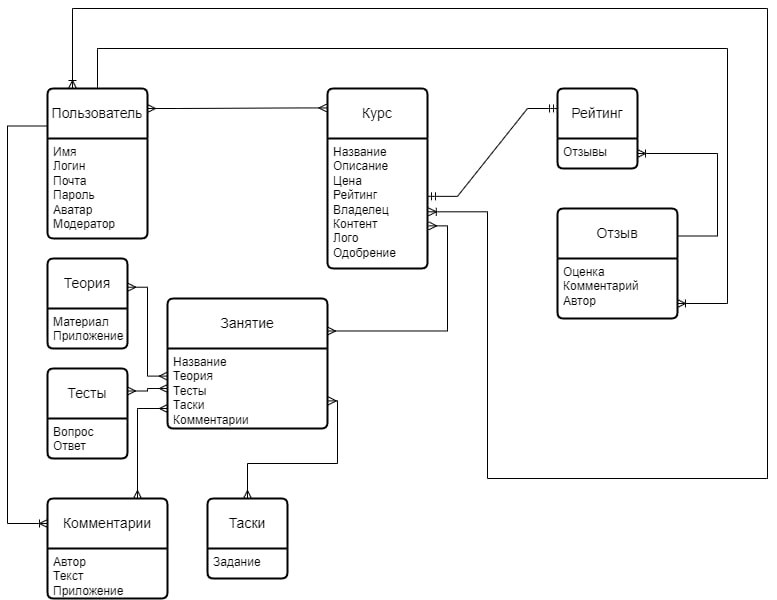 Пользователь
Имя
Логин
Почта
Пароль
Аватар
Модератор
Курс
Название
Описание
Цена
Рейтинг
Владелец
Контент
Лого
Одобрение
Рейтинг
Отзывы
Отзыв
Оценка
Комментарий
Автор
Теория
Материал
Приложение
Занятие
Название
Теория
Тесты
Таски
Комментарии
Тесты
Вопрос
Ответ
Комментарии
Автор
Текст
Приложение
Таски
Задание